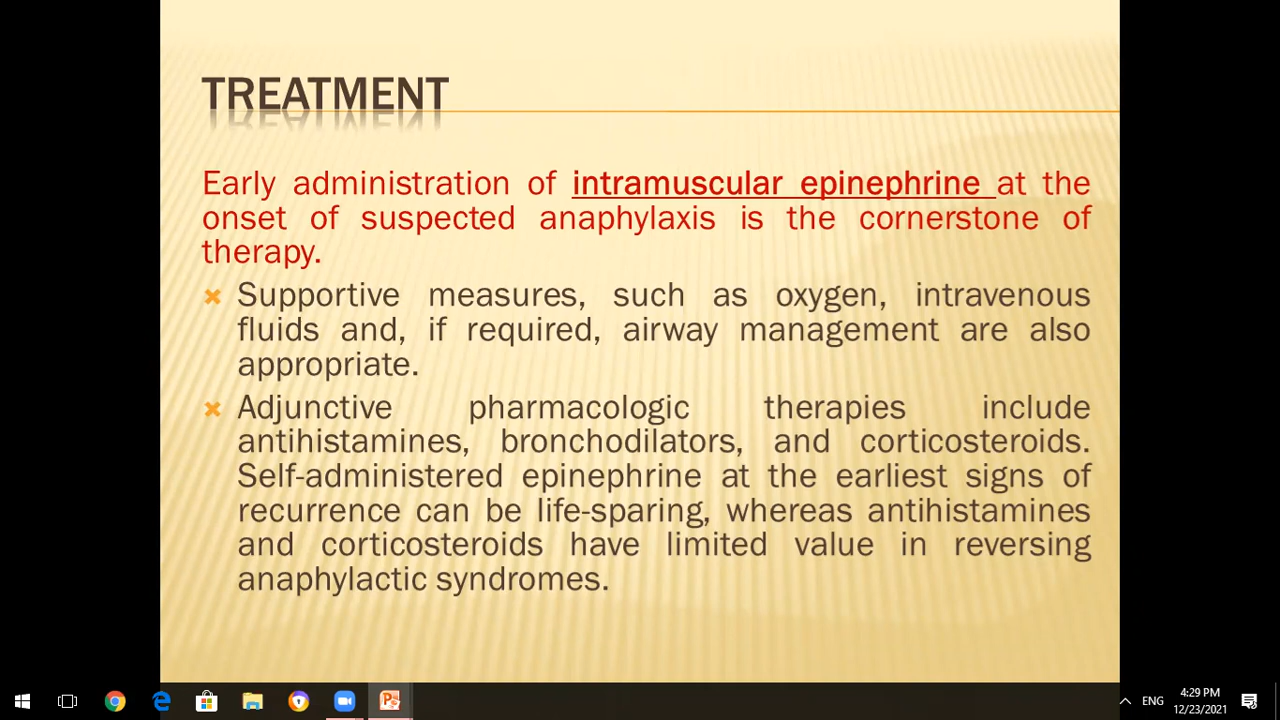 TREATMENT
Early administration of intramuscular epinephrine at the
onset of suspected anaphylaxis is the cornerstone of
therapy.
Supportive measures, such as oxygen, intravenous
fluids and, if required, airway management are also
appropriate.
Adjunctive pharmacologic therapies include
antihistamines, bronchodilators, and corticosteroids.
Self-administered epinephrine at the earliest signs of
recurrence can be life-sparing, whereas antihistamines
and corticosteroids have limited value in reversing
anaphylactic syndromes.
ENG
4:29 PM
12/23/2021